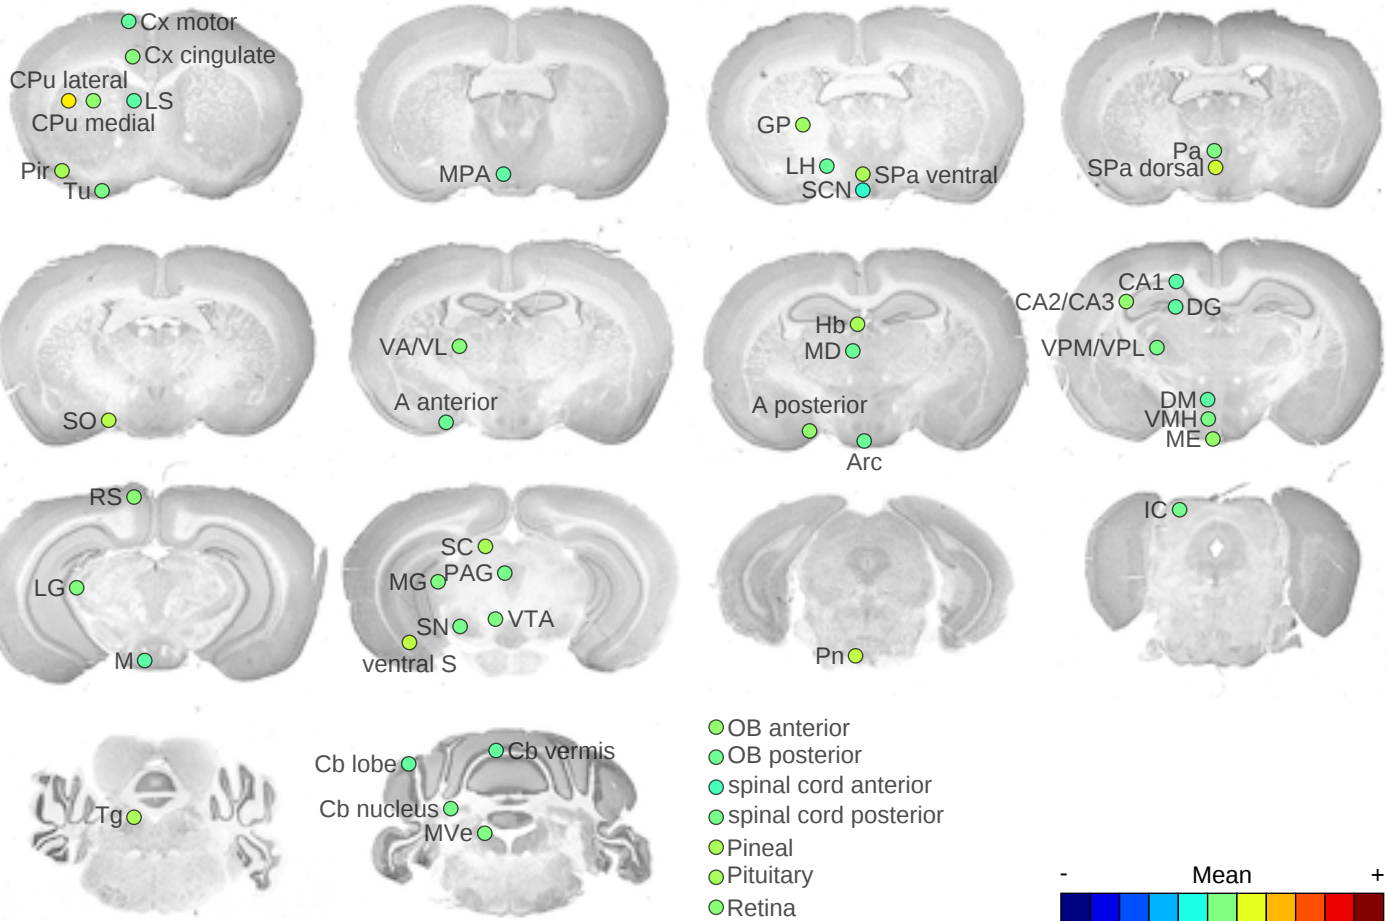 Cx motor
Cx cingulate
CPu lateral
LS
CPu medial
Pir
Tu
MPA
GP
LH
SPa ventral
SCN
Pa
SPa dorsal
SO
VA/VL
A anterior
Hb
MD
A posterior
Arc
CA1
CA2/CA3
DG
VPM/VPL
DM
VMH
ME
RS
LG
M
SC
PAG
MG
VTA
SN
ventral S
Pn
IC
Tg
Cb vermis
Cb lobe
Cb nucleus
MVe
OB anterior
OB posterior
spinal cord anterior
spinal cord posterior
Pineal
Pituitary
Retina
- Mean +